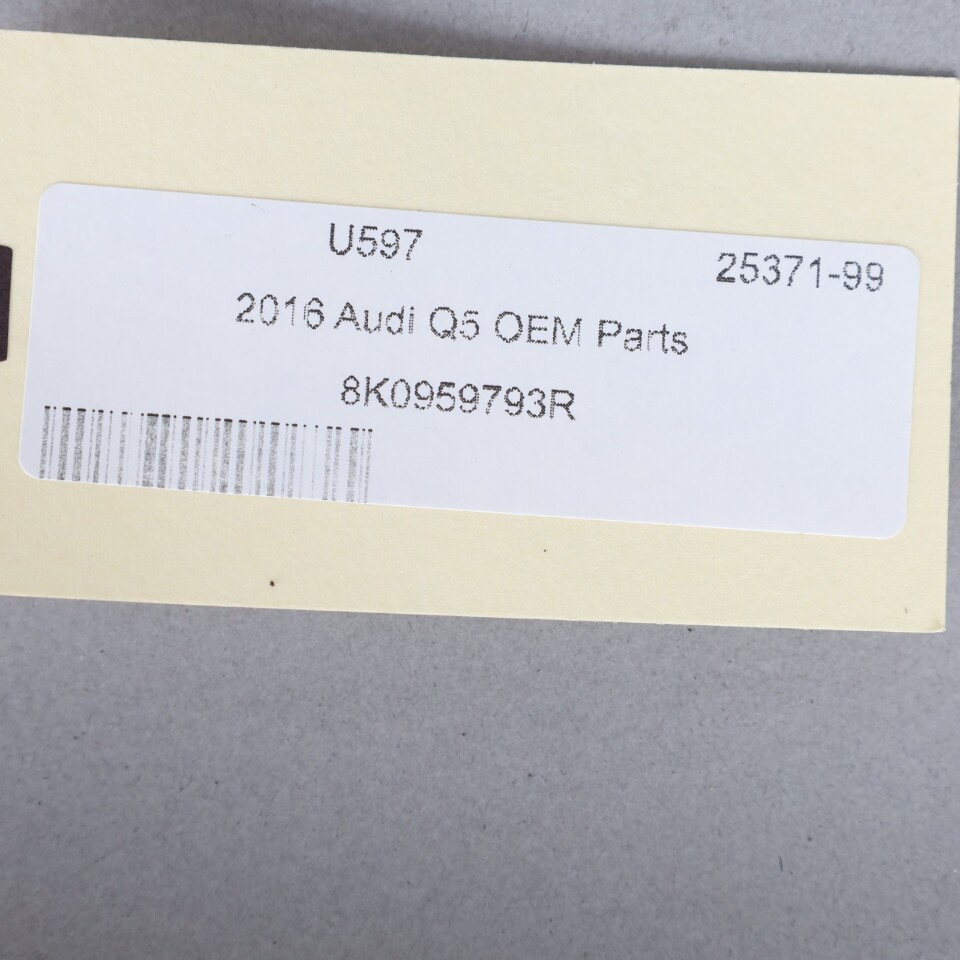 U597
25371-99
2016 Audi Q5 OEM Parts
8K0959793R